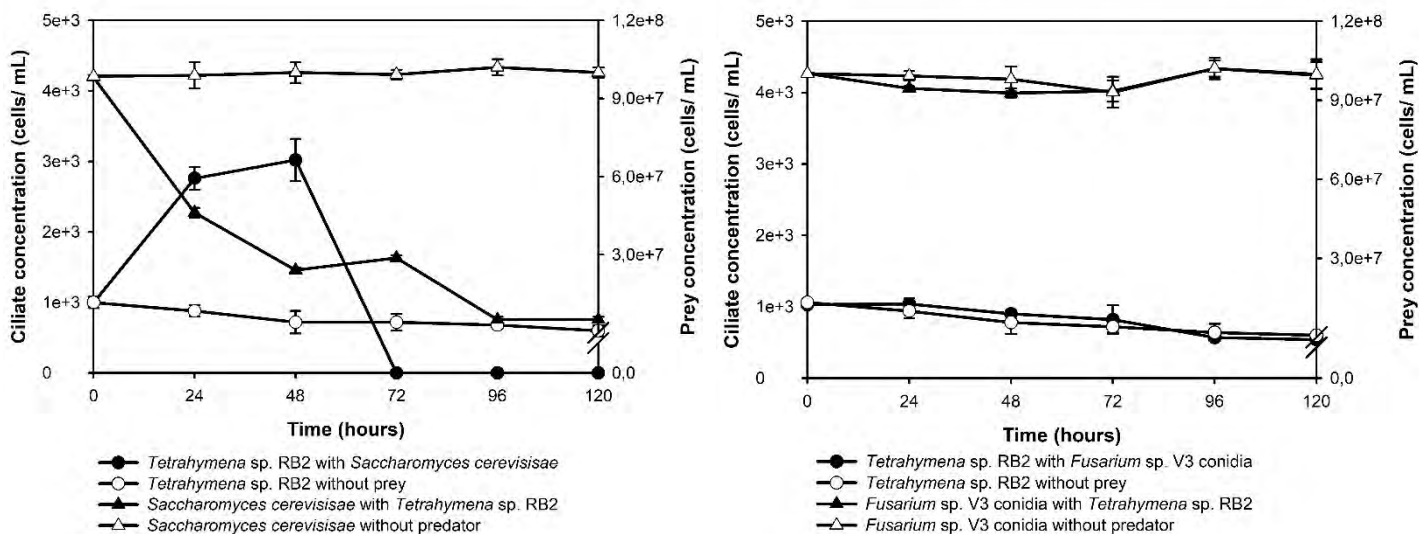 5e+3
4e+3
3e+3
2e+3
1e+3
0
Ciliate concentration (cells/ mL)
1,2e+8
9,0e+7
6,0e+7
3,0e+7
0,0
Prey concentration (cells/ mL)
0 24 48 72 96 120
Time (hours)
Tetrahymena sp. RB2 with Saccharomyces cerevisisae
Tetrahymena sp. RB2 without prey
Saccharomyces cerevisisae with Tetrahymena sp. RB2
Saccharomyces cerevisisae without predator
5e+3
4e+3
3e+3
2e+3
1e+3
0
Ciliate concentration (cells/ mL)
1,2e+8
9,0e+7
6,0e+7
3,0e+7
0,0
Prey concentration (cells/ mL)
0 24 48 72 96 120
Time (hours)
Tetrahymena sp. RB2 with Fusarium sp. V3 conidia
Tetrahymena sp. RB2 without prey
Fusarium sp. V3 conidia with Tetrahymena sp. RB2
Fusarium sp. V3 conidia without predator